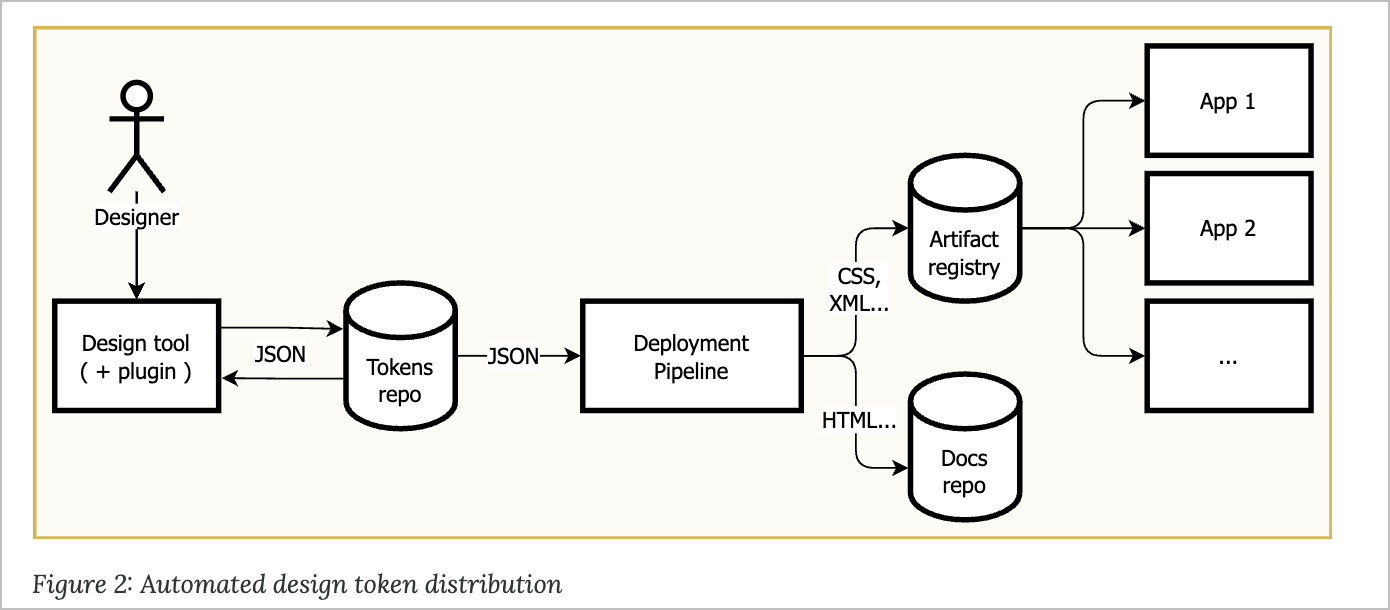 Designer
Design tool
( + plugin )
JSON
Tokens
repo
JSON
Deployment
Pipeline
CSS,
XML...
HTML...
Artifact
registry
Docs
repo
App 1
App 2
...
Figure 2: Automated design token distribution